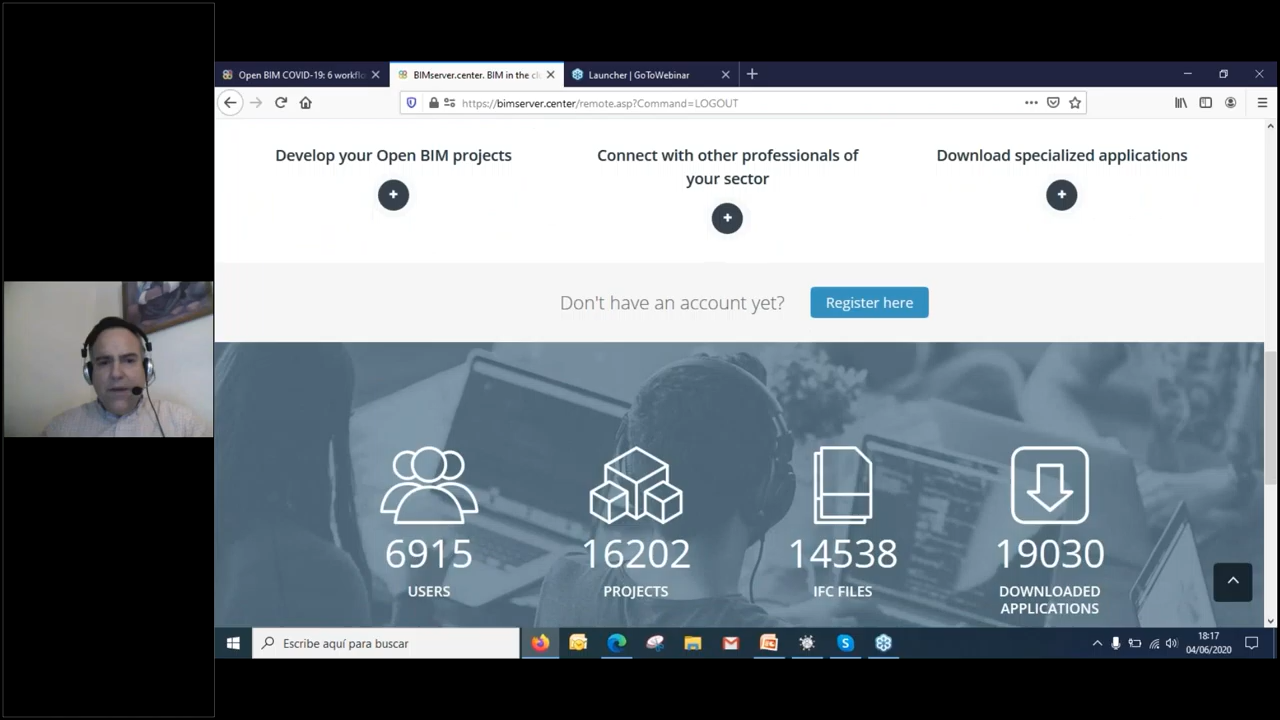 Open BIM COVID-19: 6 workflo
BIMserver.center. BIM in the cl
Launcher | GoToWebinar
https://bimserver.center/remote.asp?Command=LOGOUT
Develop your Open BIM projects
Connect with other professionals of
your sector
Download specialized applications
Don't have an account yet?
Register here
6915
USERS
16202
PROJECTS
14538
IFC FILES
19030
DOWNLOADED
APPLICATIONS
Escribe aquí para buscar
18:17
04/06/2020